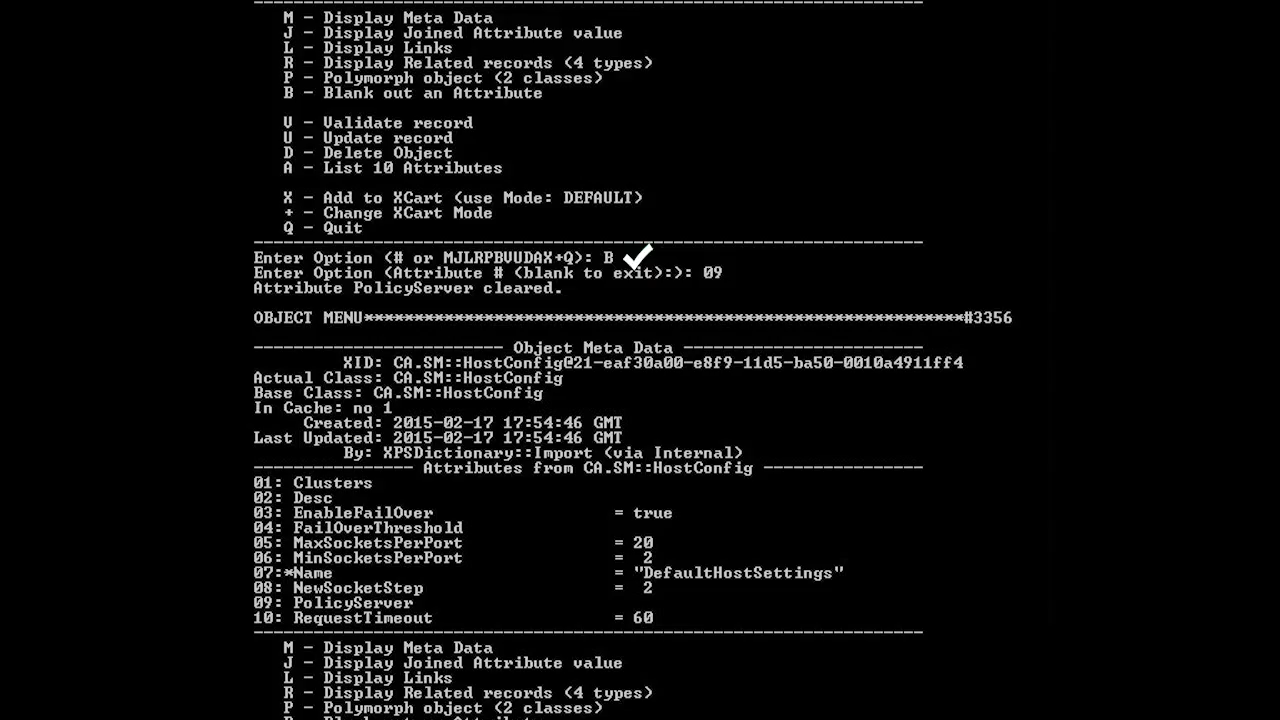 M - Display Meta Data
J - Display Joined Attribute value
L - Display Links
R - Display Related records (4 types)
P - Polymorph object (2 classes)
B - Blank out an Attribute
V - Validate record
U - Update record
D - Delete Object
A - List 10 Attributes
X - Add to XCart (use Mode: DEFAULT)
+ - Change XCart Mode
Q - Quit
Enter Option (# or MJLRPBVUDAX+Q): B
Enter Option (Attribute # (blank to exit):): 09
Attribute PolicyServer cleared.
OBJECT MENU************************************************************#3356
------------------------- Object Meta Data ------------------------
XID: CA.SM::HostConfig@21-eaf30a00-e8f9-11d5-ba50-0010a4911ff4
Actual Class: CA.SM::HostConfig
Base Class: CA.SM::HostConfig
In Cache: no 1
Created: 2015-02-17 17:54:46 GMT
Last Updated: 2015-02-17 17:54:46 GMT
By: XPSDictionary::Import (via Internal)
---------------- Attributes from CA.SM::HostConfig ----------------
01: Clusters
02: Desc
03: EnableFailOver = true
04: FailOverThreshold
05: MaxSocketsPerPort = 20
06: MinSocketsPerPort = 2
07:*Name = "DefaultHostSettings"
08: NewSocketStep = 2
09: PolicyServer
10: RequestTimeout = 60
M - Display Meta Data
J - Display Joined Attribute value
L - Display Links
R - Display Related records (4 types)
P - Polymorph object (2 classes)